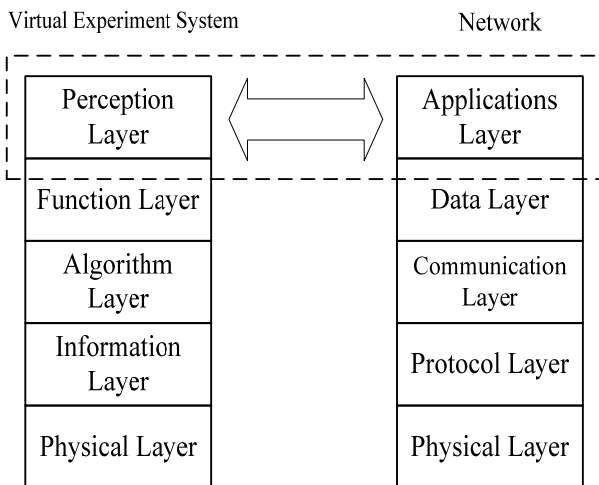 Virtual Experiment System
Network
Perception
Layer
Applications
Layer
Function Layer
Data Layer
Algorithm
Layer
Communication
Layer
Information
Layer
Protocol Layer
Physical Layer
Physical Layer